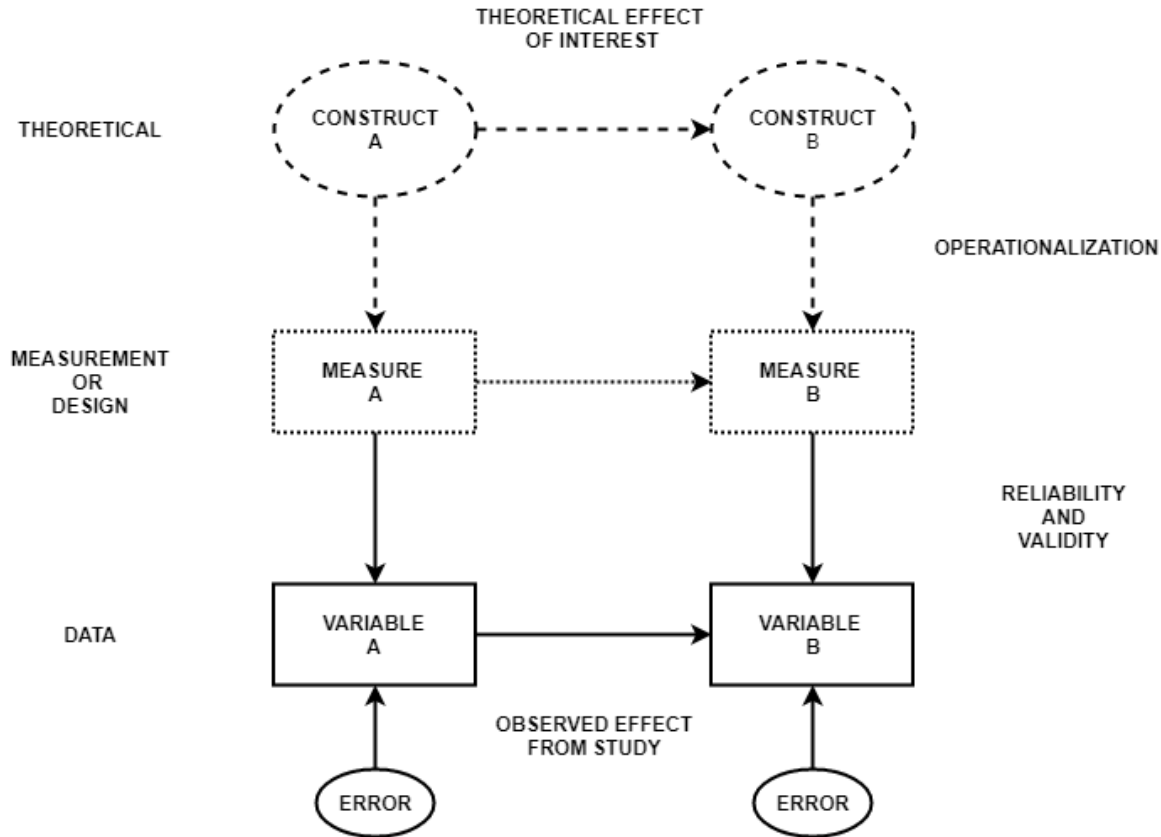 THEORETICAL EFFECT
OF INTEREST
THEORETICAL
CONSTRUCT
A
CONSTRUCT
B
OPERATIONALIZATION
MEASUREMENT
OR
DESIGN
MEASURE
A
MEASURE
B
RELIABILITY
AND
VALIDITY
DATA
VARIABLE
A
VARIABLE
B
OBSERVED EFFECT
FROM STUDY
ERROR
ERROR